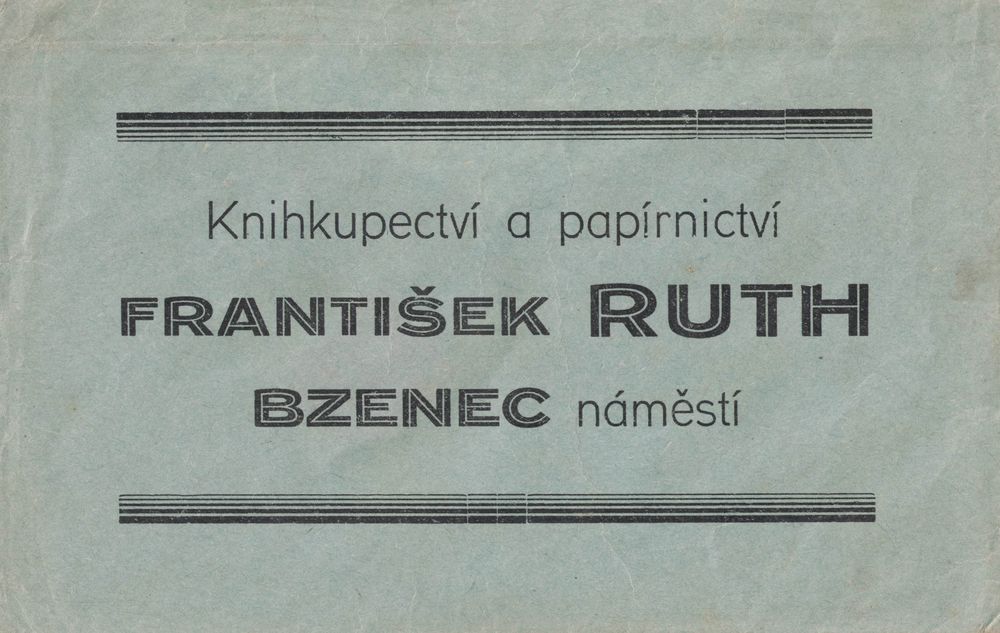 Knihkupectví a papírnictví
FRANTIŠEK RUTH
BZENEC náměstí